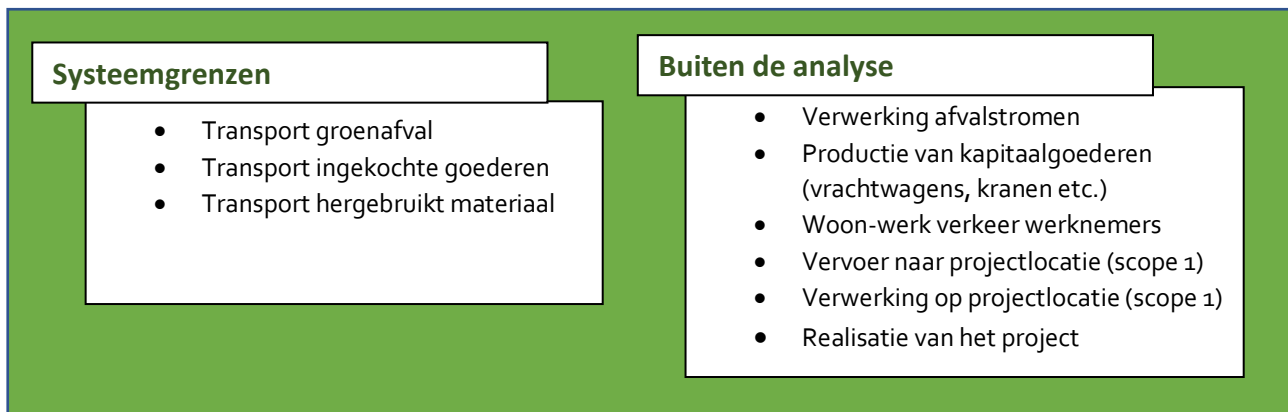 Systeemgrenzen
• Transport groenafval
• Transport ingekochte goederen
• Transport hergebruikt materiaal
Buiten de analyse
• Verwerking afvalstromen
• Productie van kapitaalgoederen
(vrachtwagens, kranen etc.)
• Woon-werk verkeer werknemers
• Vervoer naar projectlocatie (scope 1)
• Verwerking op projectlocatie (scope 1)
• Realisatie van het project